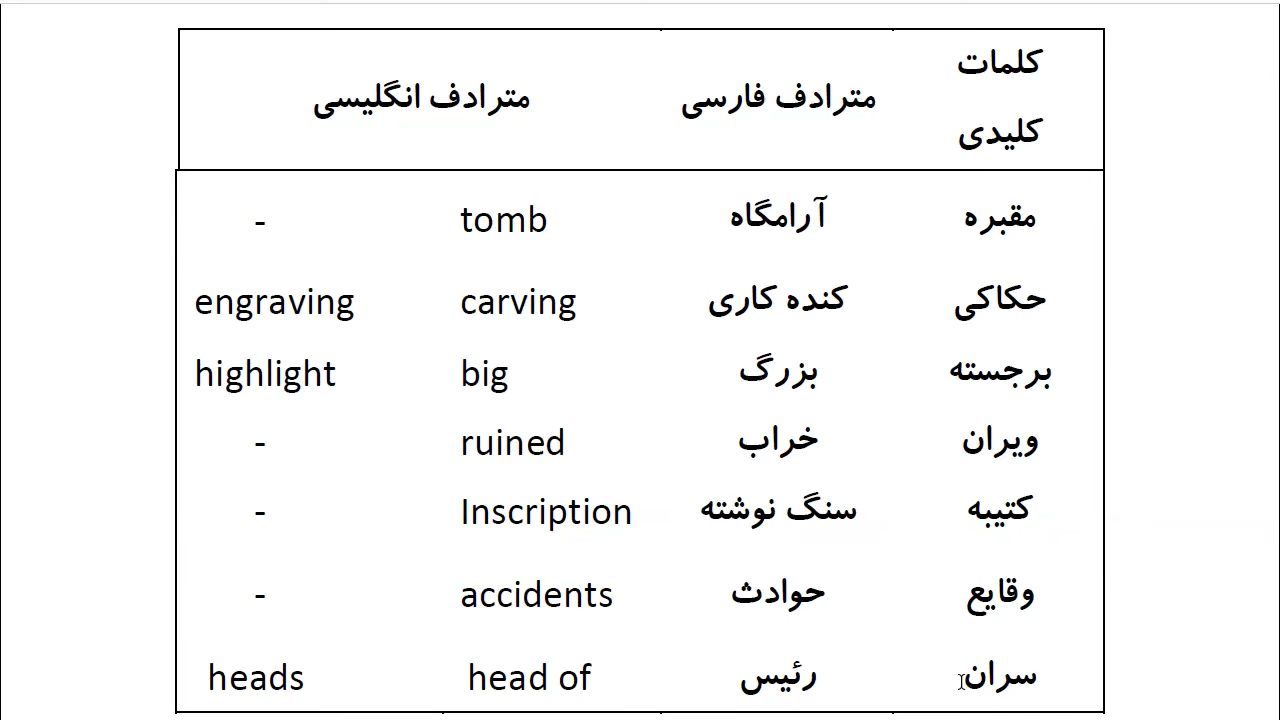 کلمات کلیدی	مترادف فارسی	مترادف انگلیسی
مقبره	آرامگاه	tomb	-
حکاکی	کنده کاری	carving	engraving
برجسته	بزرگ	big	highlight
ویران	خراب	ruined	-
کتیبه	سنگ نوشته	Inscription	-
وقایع	حوادث	accidents	-
سران	رئیس	head of	heads